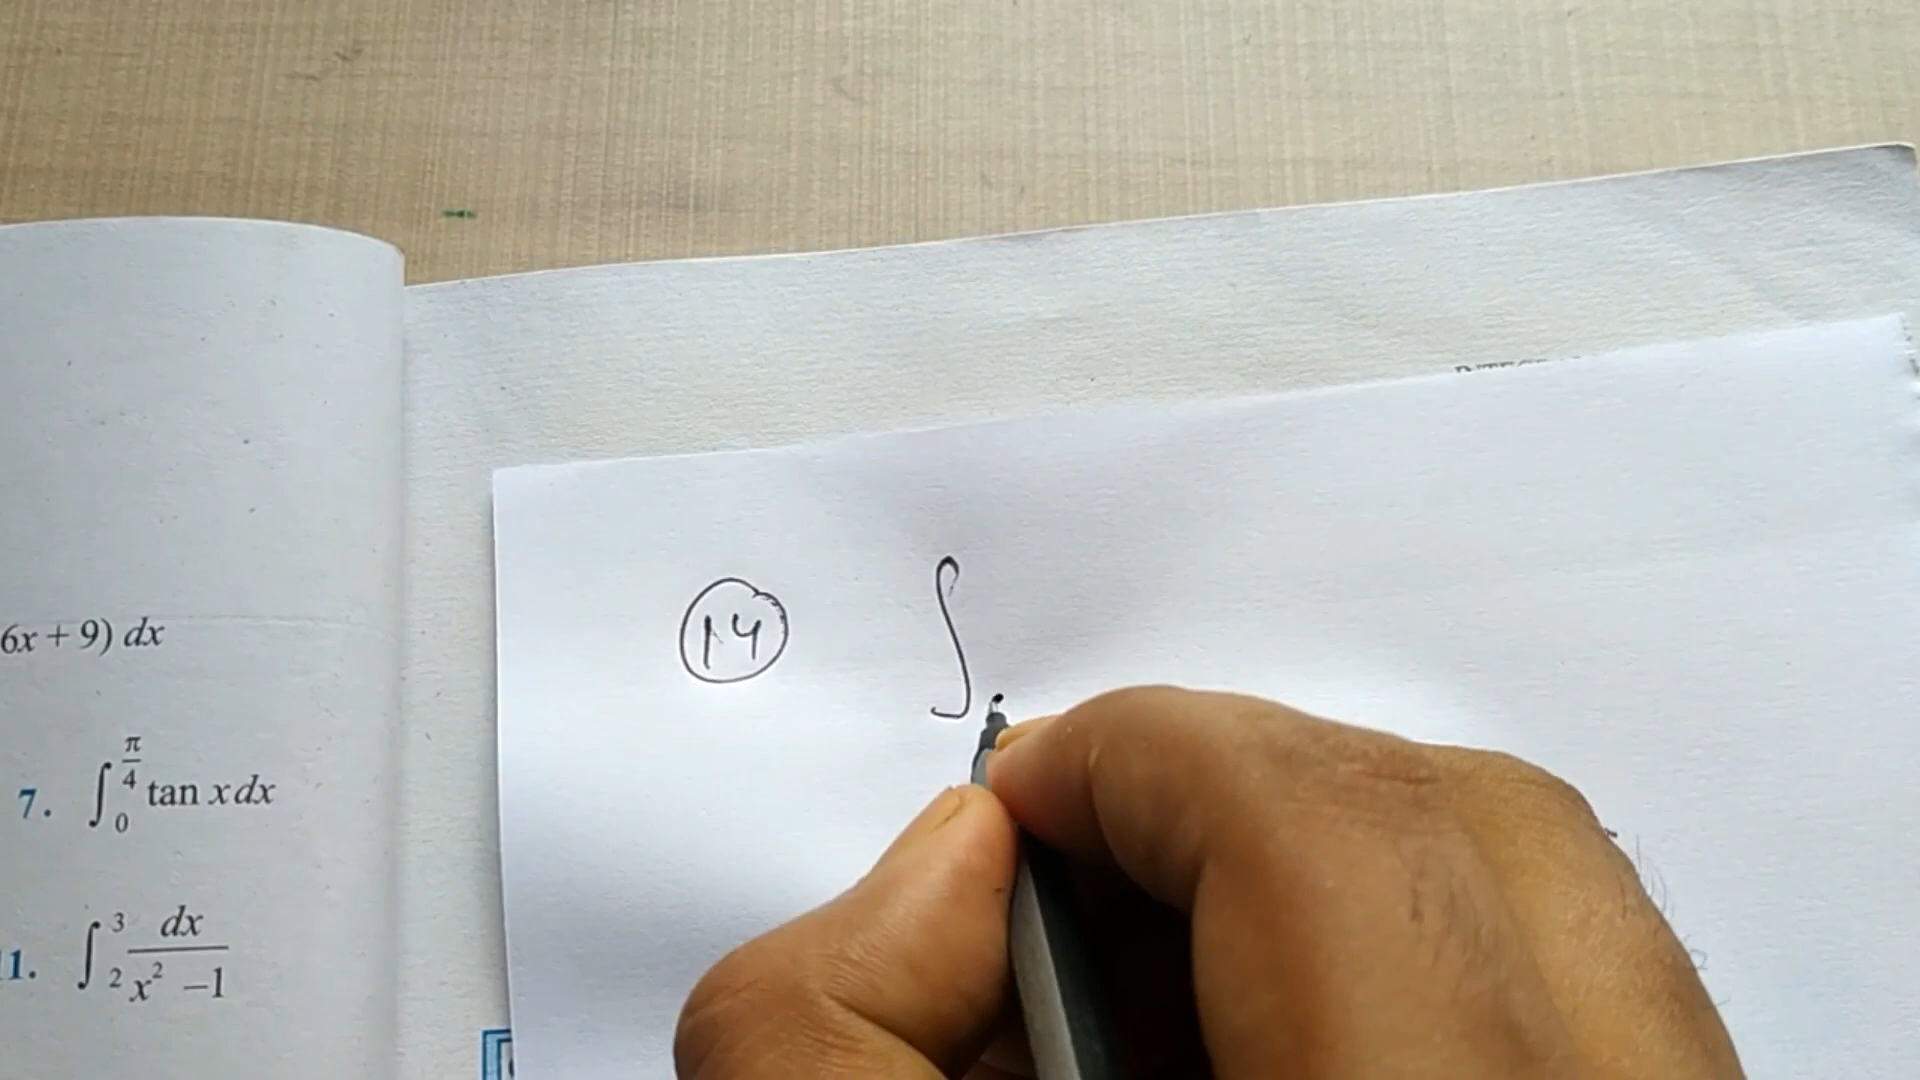 6x + 9) dx
7. ∫₀^{π/4} tan x dx
1. ∫₂³ dx/(x² − 1)
14 ∫